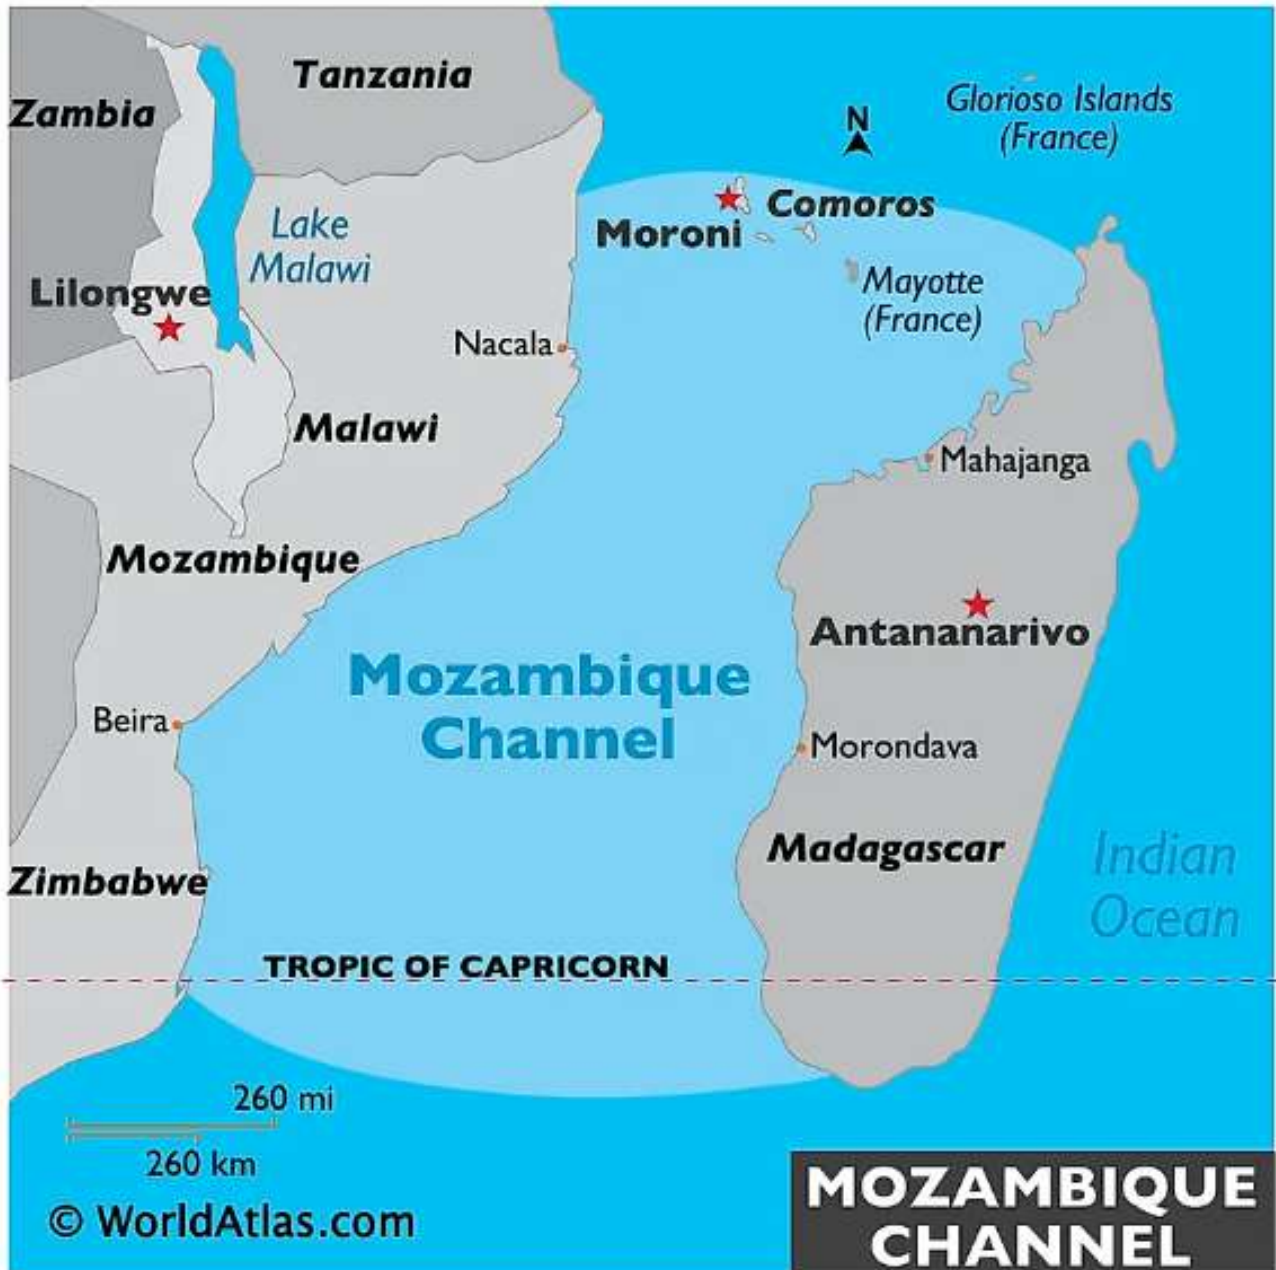 Tanzania
Zambia
Glorioso Islands
(France)
N
Comoros
Moroni
Lake
Malawi
Mayotte
(France)
Lilongwe
Nacala
Malawi
Mahajanga
Mozambique
Antananarivo
Mozambique
Channel
Beira
Morondava
Madagascar
Indian
Ocean
Zimbabwe
TROPIC OF CAPRICORN
260 mi
260 km
© WorldAtlas.com
MOZAMBIQUE
CHANNEL